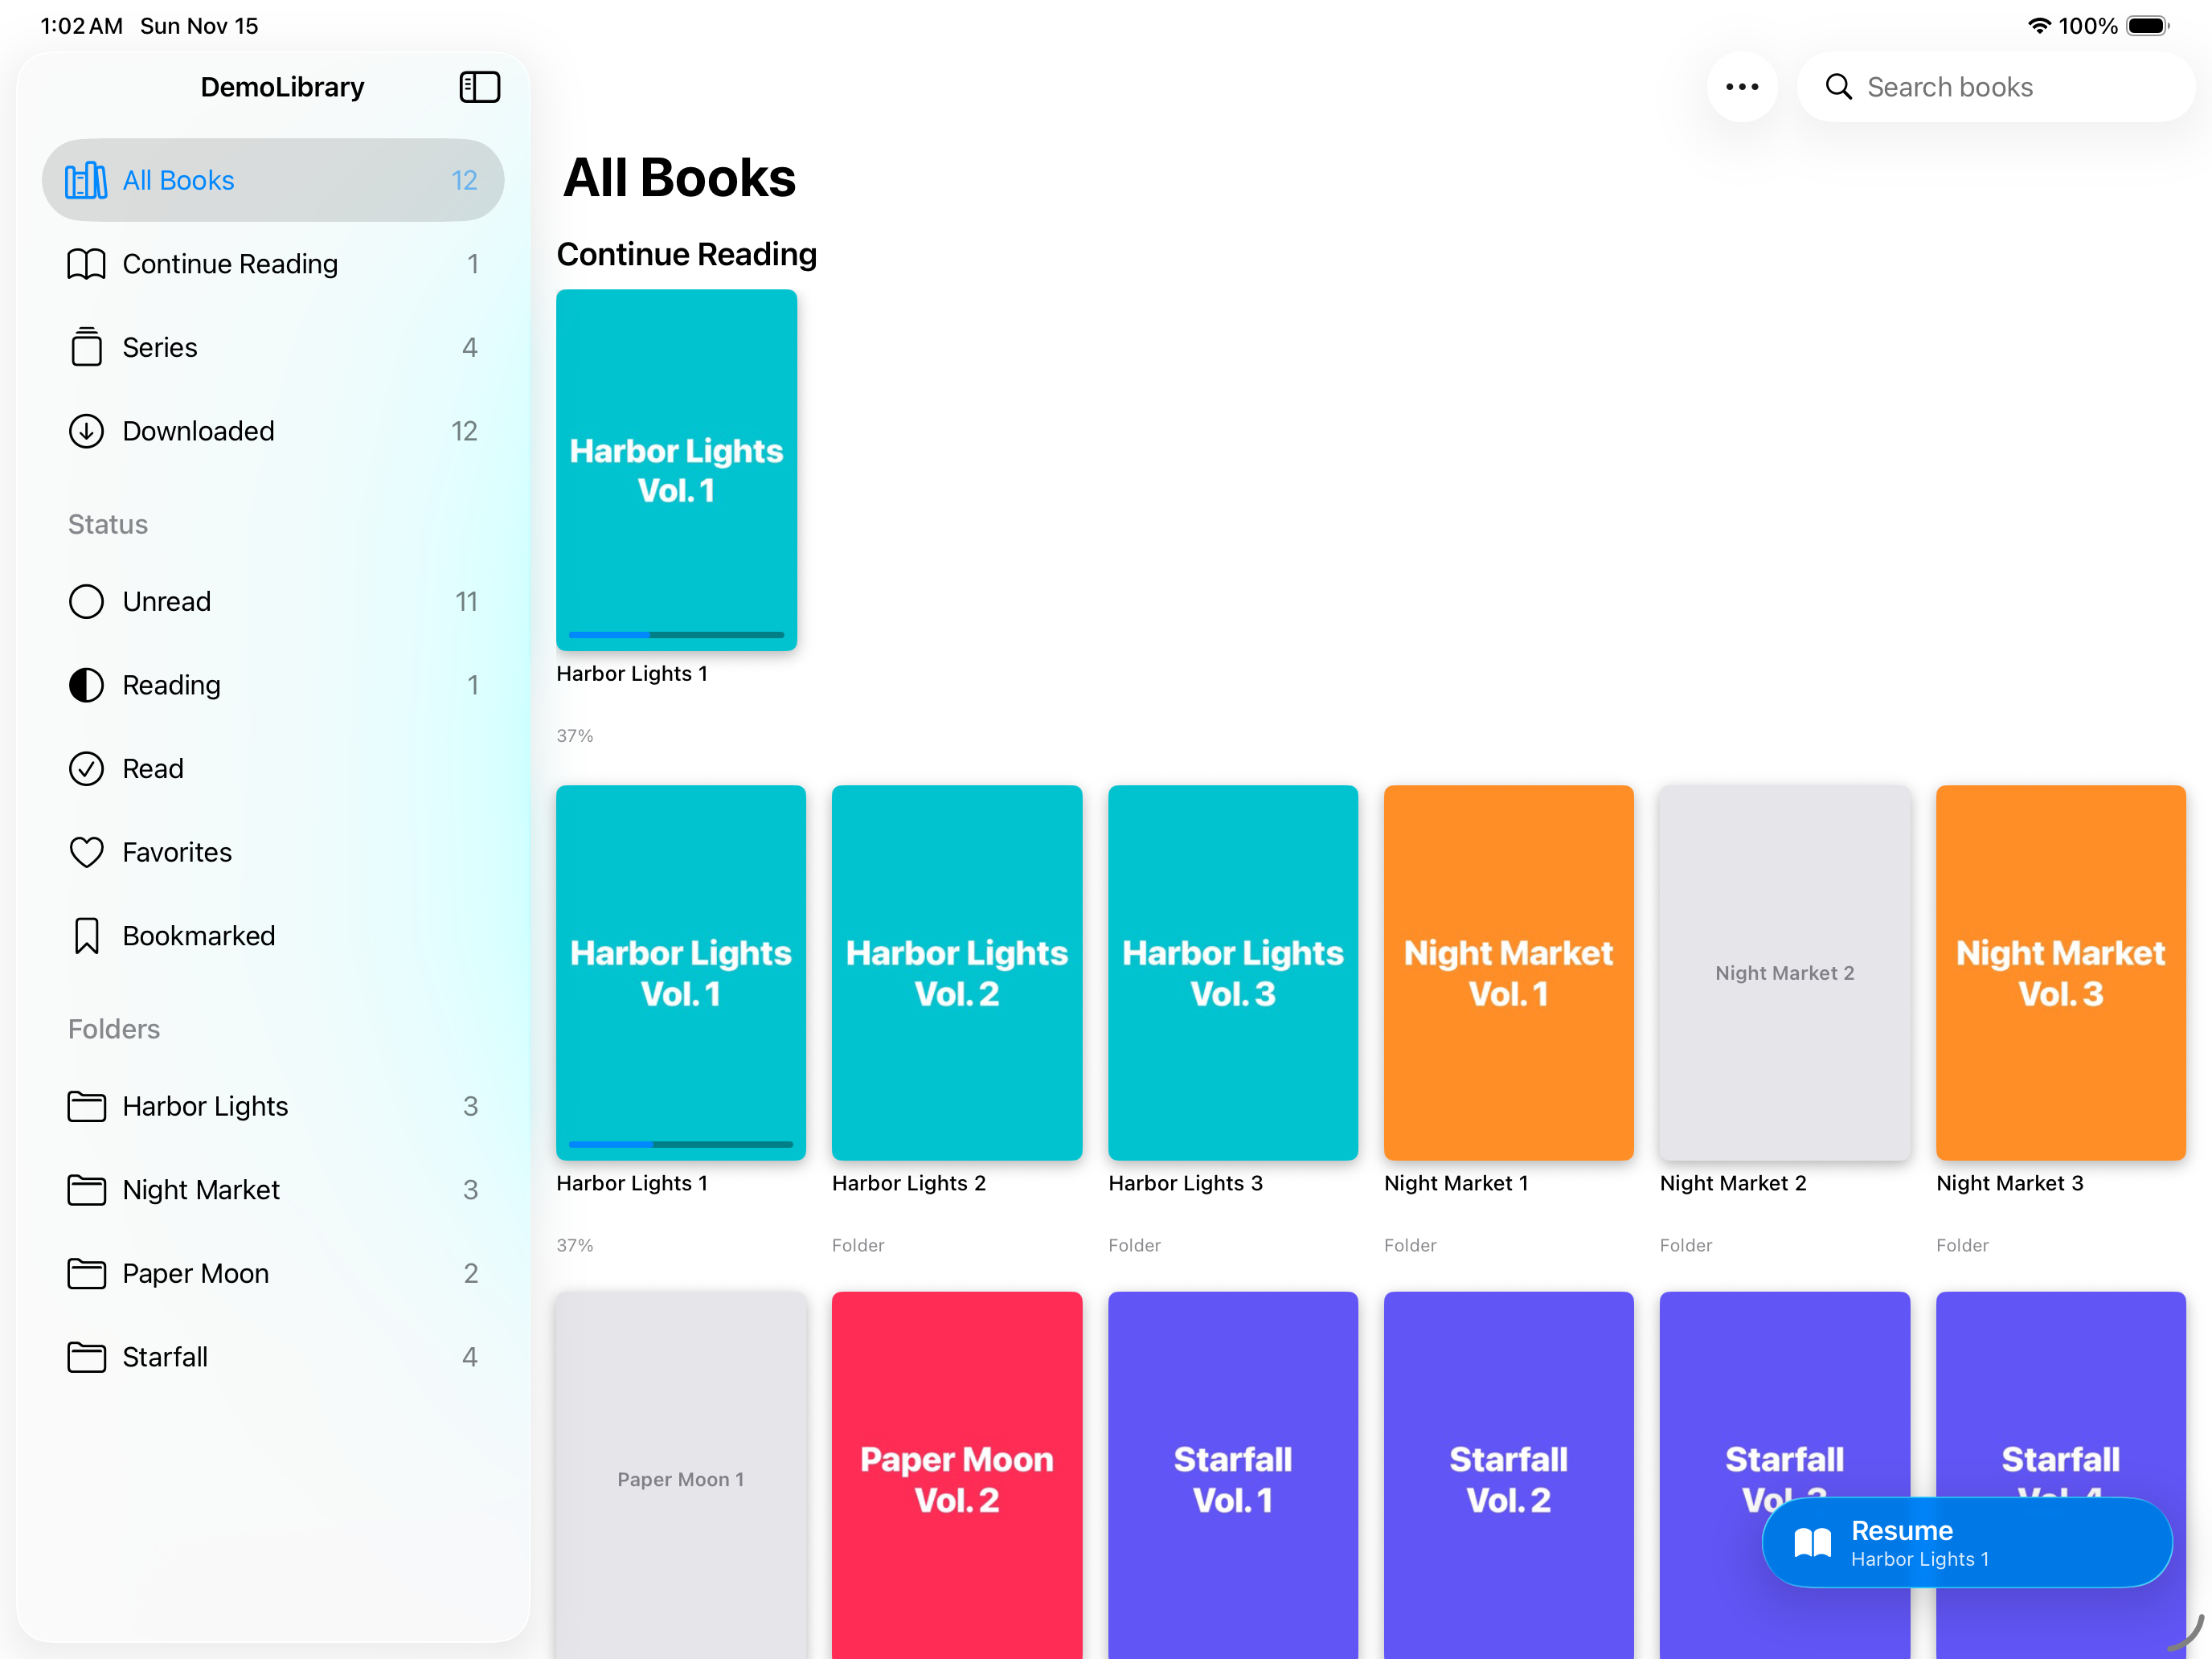 1:02 AM Sun Nov 15
100%
DemoLibrary
All Books 12
Continue Reading 1
Series 4
Downloaded 12
Status
Unread 11
Reading 1
Read
Favorites
Bookmarked
Folders
Harbor Lights 3
Night Market 3
Paper Moon 2
Starfall 4
Search books
All Books
Continue Reading
Harbor Lights
Vol. 1
Harbor Lights 1
37%
Harbor Lights
Vol. 1
Harbor Lights 1
37%
Harbor Lights
Vol. 2
Harbor Lights 2
Folder
Harbor Lights
Vol. 3
Harbor Lights 3
Folder
Night Market
Vol. 1
Night Market 1
Folder
Night Market 2
Night Market 2
Folder
Night Market
Vol. 3
Night Market 3
Folder
Paper Moon 1
Paper Moon
Vol. 2
Starfall
Vol. 1
Starfall
Vol. 2
Starfall
Vol. 3
Starfall
Vol. 4
Resume
Harbor Lights 1